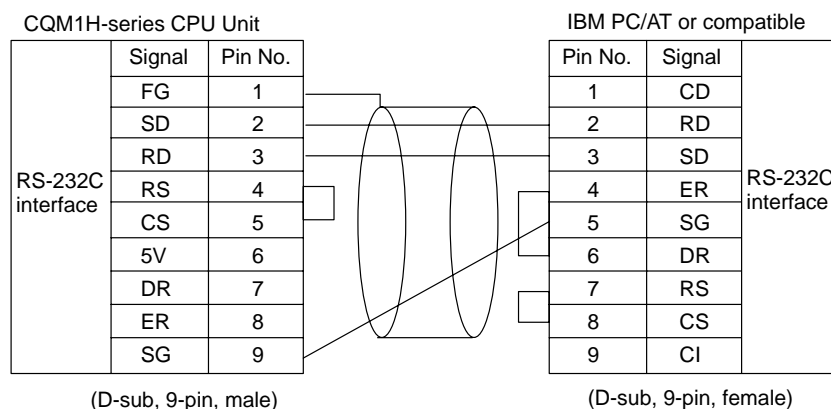 CQM1H-series CPU Unit
IBM PC/AT or compatible
Signal Pin No.
FG 1
SD 2
RD 3
RS 4
CS 5
5V 6
DR 7
ER 8
SG 9
RS-232C
interface
Pin No. Signal
1 CD
2 RD
3 SD
4 ER
5 SG
6 DR
7 RS
8 CS
9 CI
RS-232C
interface
(D-sub, 9-pin, male)
(D-sub, 9-pin, female)